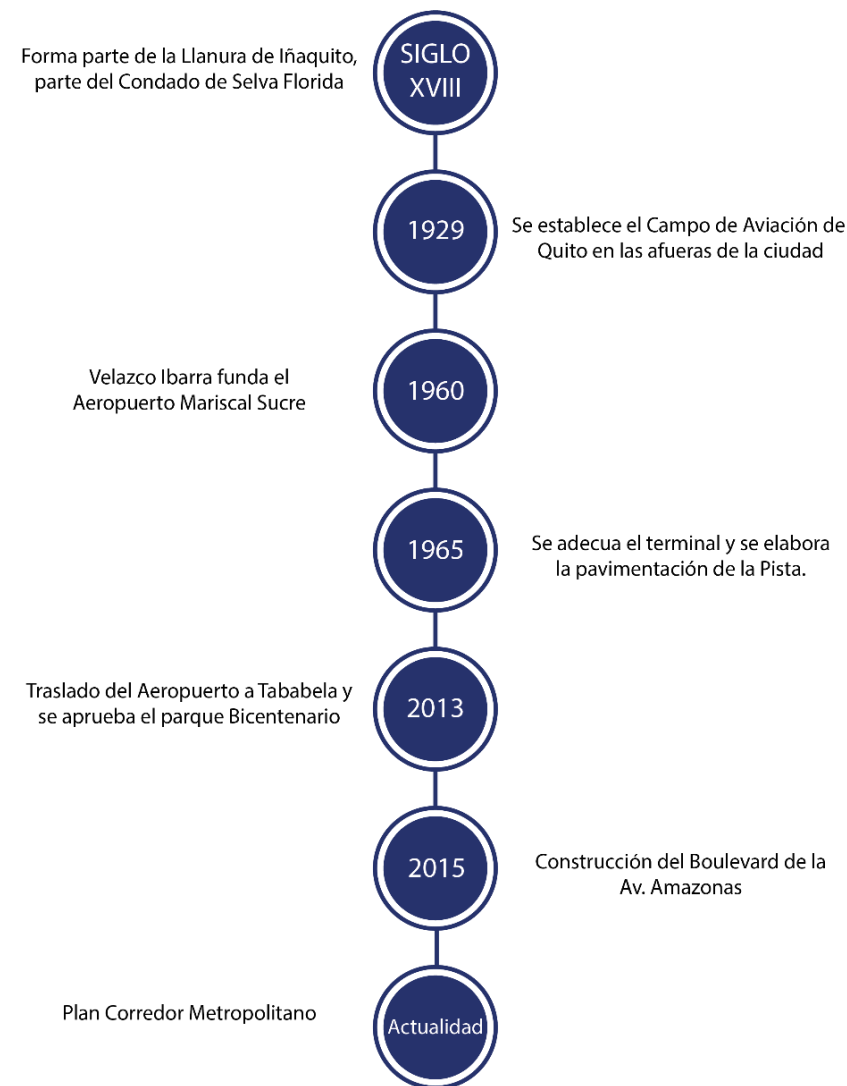 Forma parte de la Llanura de Iñaquito,
parte del Condado de Selva Florida
SIGLO
XVIII
1929
Se establece el Campo de Aviación de
Quito en las afueras de la ciudad
Velazco Ibarra funda el
Aeropuerto Mariscal Sucre
1960
1965
Se adecua el terminal y se elabora
la pavimentación de la Pista.
Traslado del Aeropuerto a Tababela y
se aprueba el parque Bicentenario
2013
2015
Construcción del Boulevard de la
Av. Amazonas
Plan Corredor Metropolitano
Actualidad